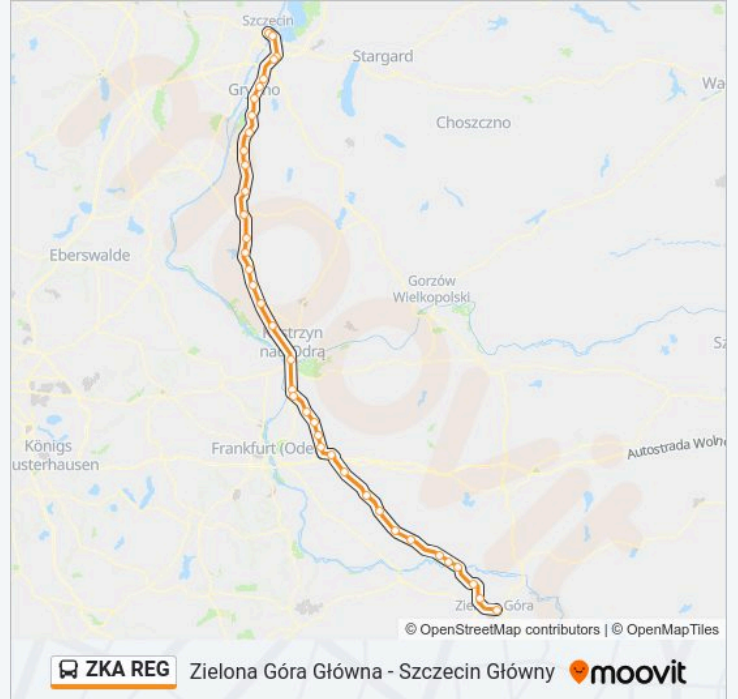 Szczecin
Stargard
Gryfino
Wa
Choszczno
Eberswalde
Gorzów
Wielkopolski
Kostrzyn
nad Odrą
Sz
Königs
usterhausen
Frankfurt (Ode
Autostrada Woln
Zielona Góra
© OpenStreetMap contributors | © OpenMapTiles
ZKA REG Zielona Góra Główna - Szczecin Główny moovit